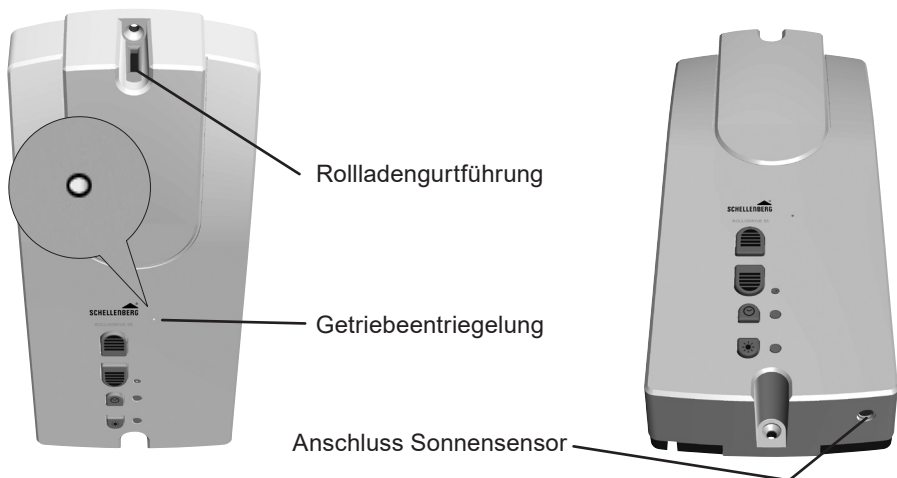 Rollladengurtführung
SCHELLENBERG
Getriebeentriegelung
SCHELLENBERG
Anschluss Sonnensensor